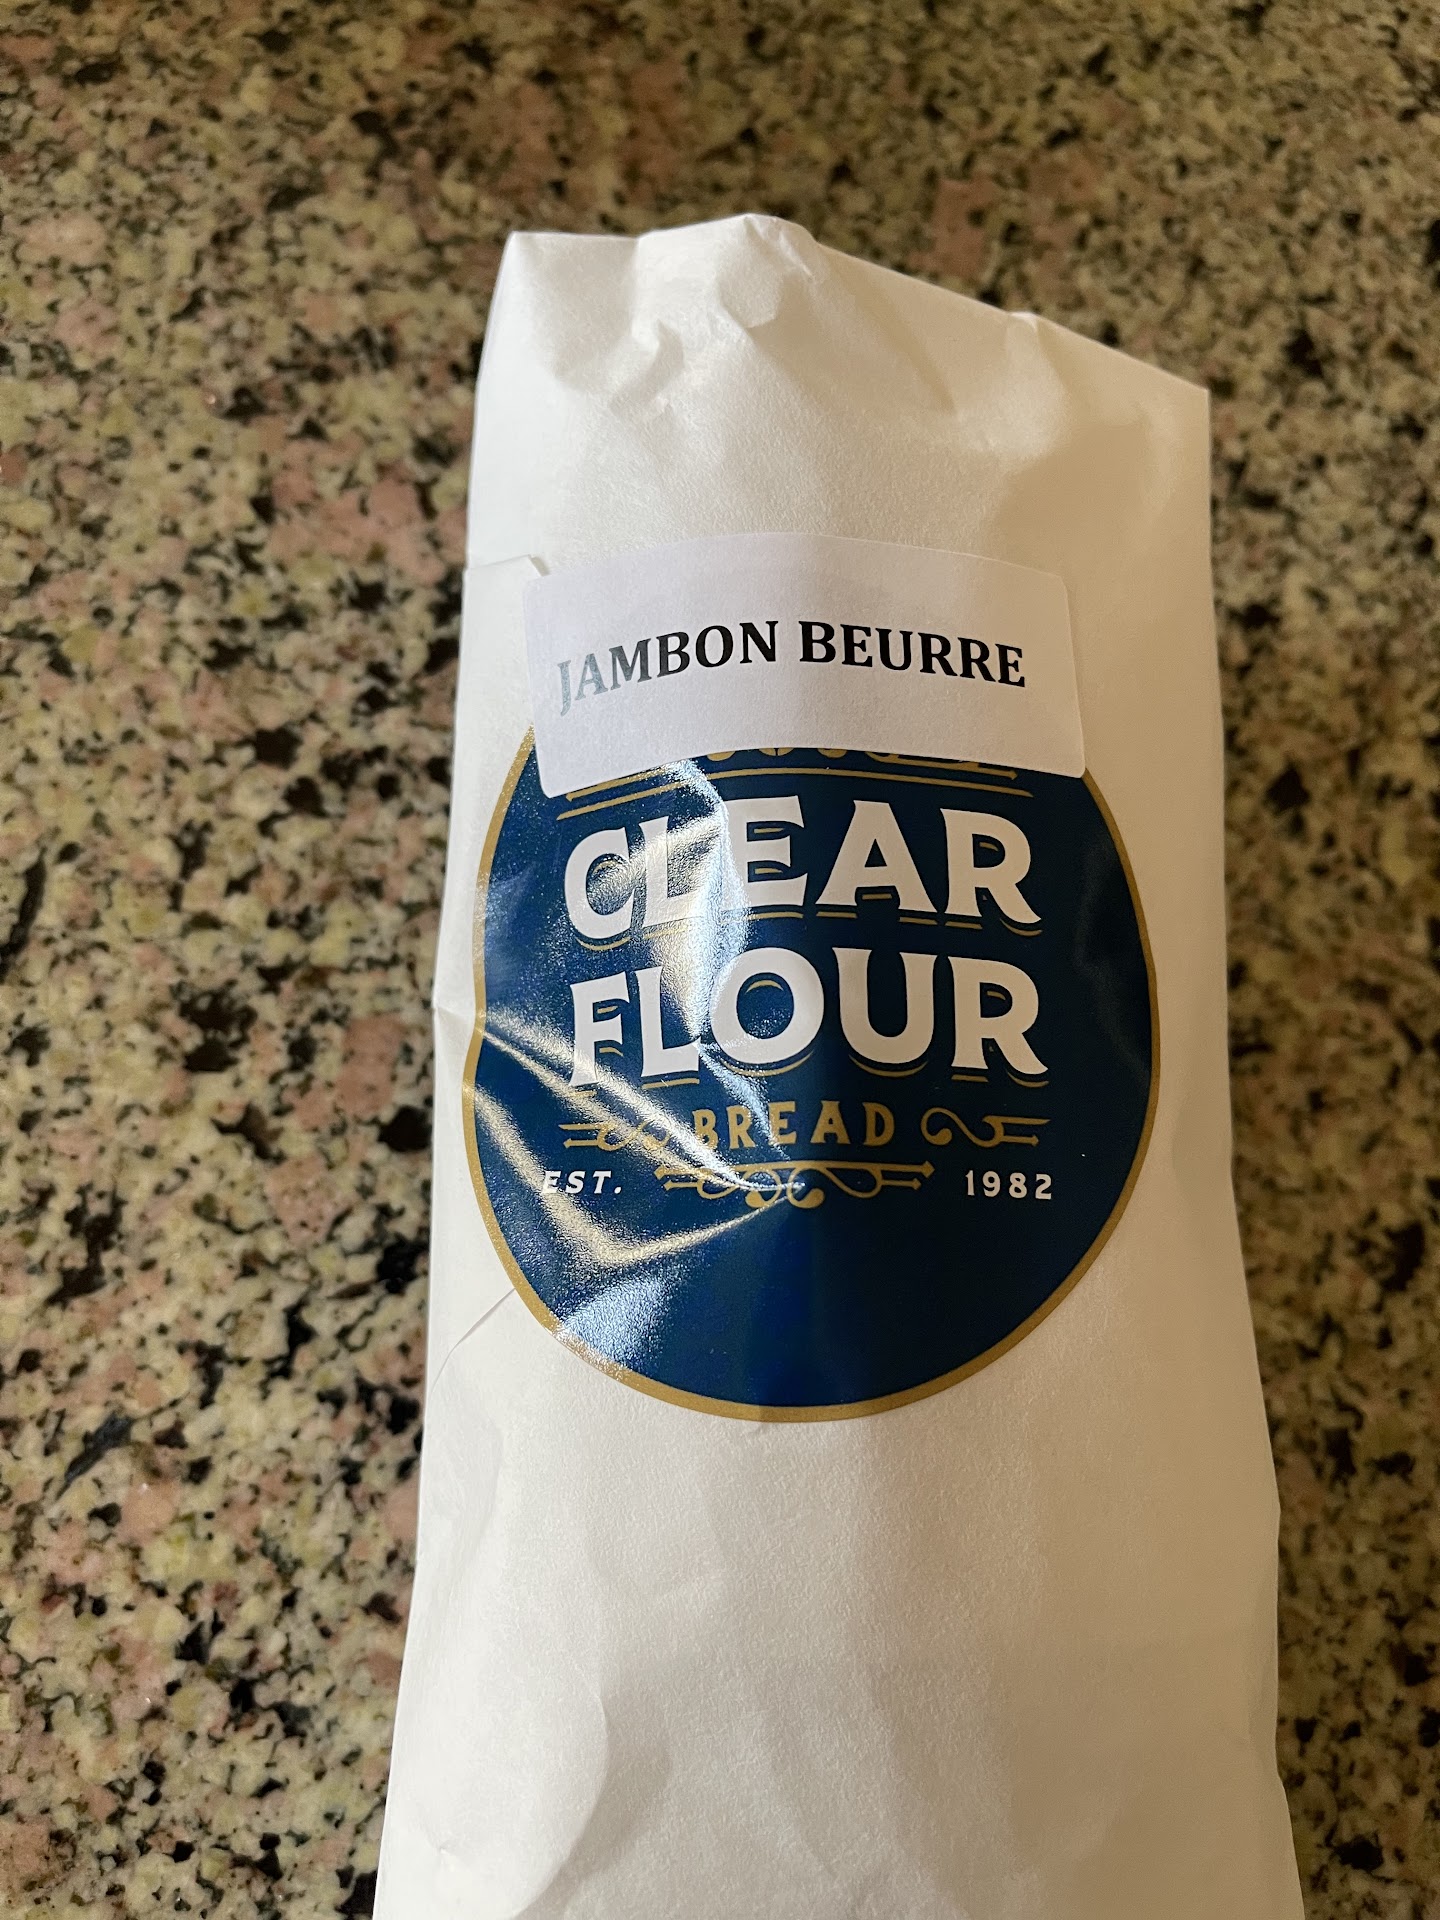 JAMBON BEURRE
CLEAR
FLOUR
BREAD
EST. 1982